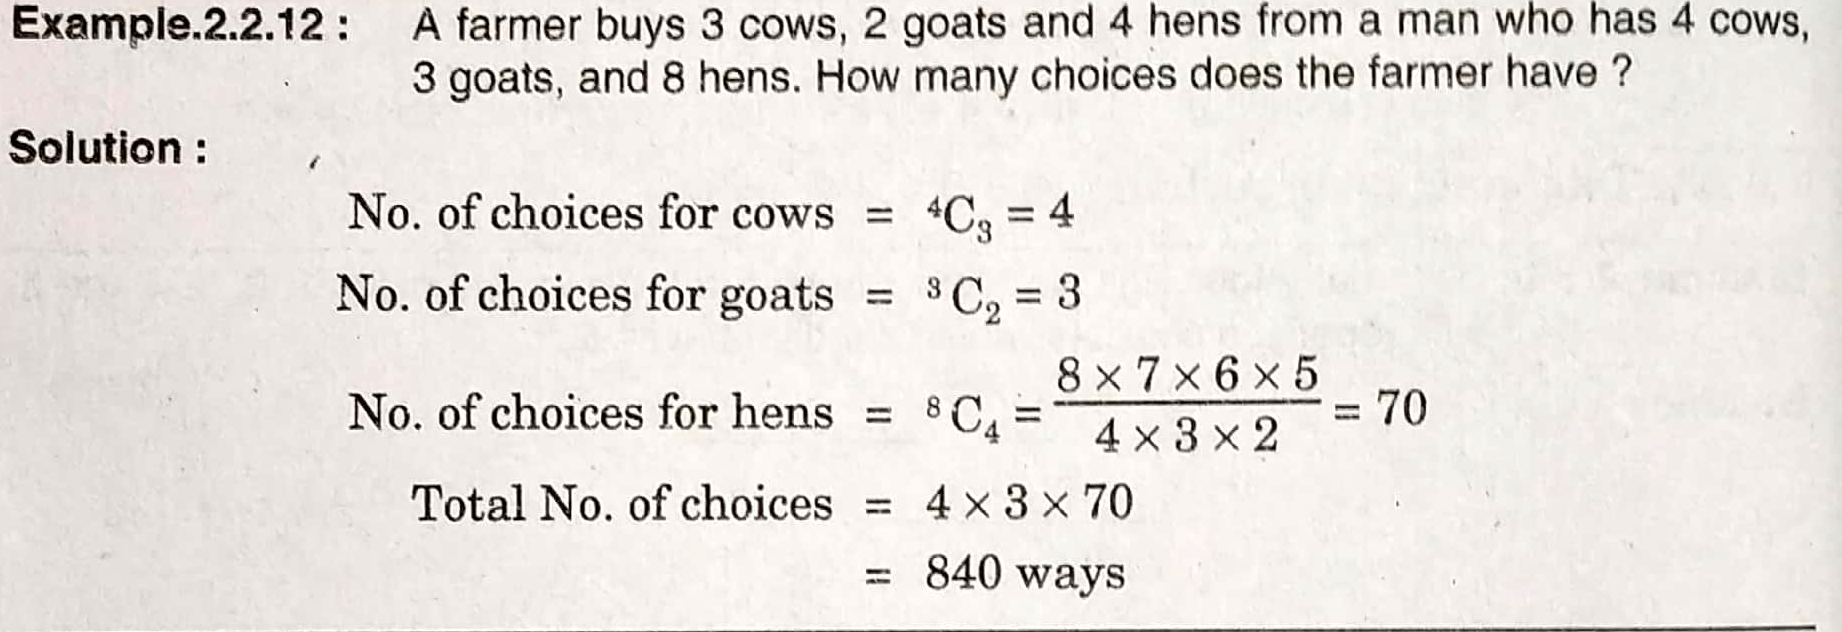 Example.2.2.12 : A farmer buys 3 cows, 2 goats and 4 hens from a man who has 4 cows,
3 goats, and 8 hens. How many choices does the farmer have ?
Solution :
No. of choices for cows = ⁴C₃ = 4
No. of choices for goats = ³C₂ = 3
No. of choices for hens = ⁸C₄ = (8 × 7 × 6 × 5)/(4 × 3 × 2) = 70
Total No. of choices = 4 × 3 × 70
= 840 ways